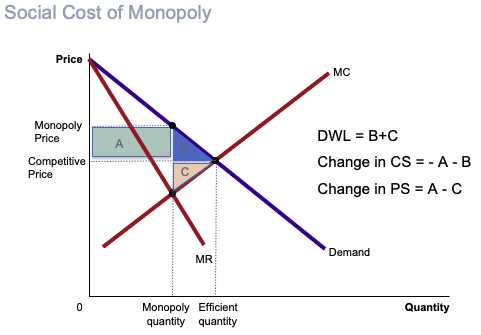 Social Cost of Monopoly
Price
MC
Monopoly
Price
A
DWL = B+C
Competitive
Price
C
Change in CS = - A - B
Change in PS = A - C
MR
Demand
0
Monopoly
quantity
Efficient
quantity
Quantity